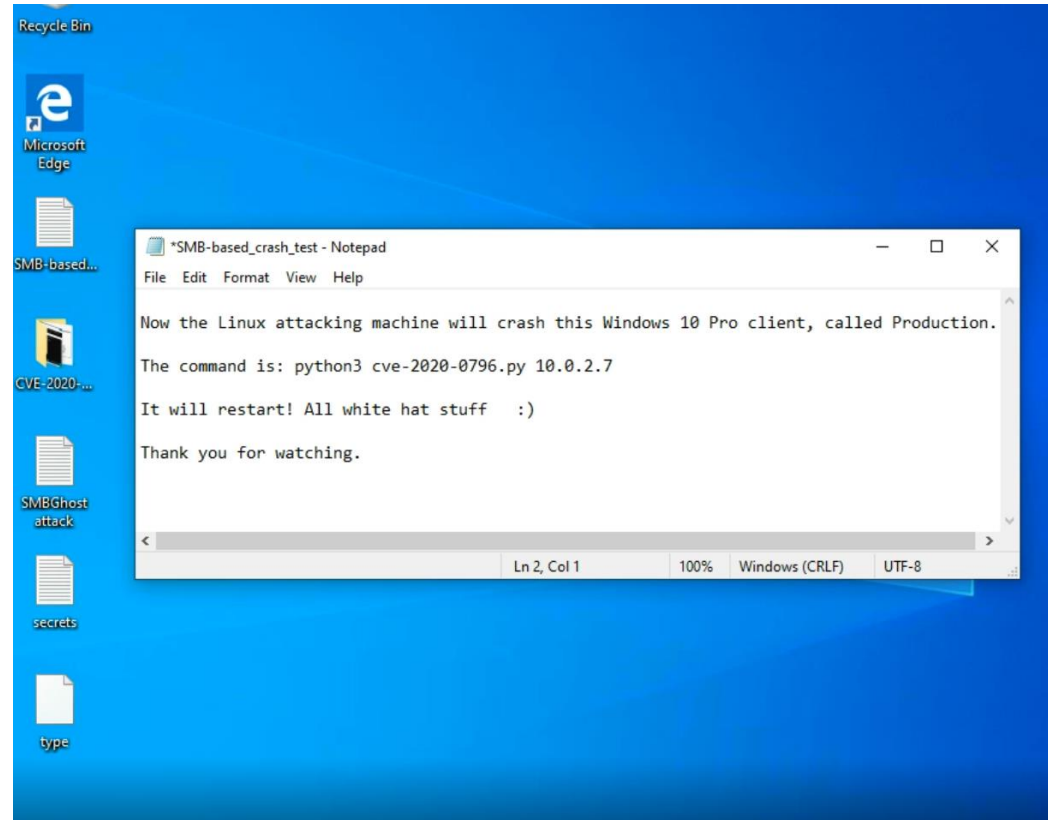 Recycle Bin
Microsoft
Edge
SMB-based...
CVE-2020-...
SMBGhost
attack
secrets
type
*SMB-based_crash_test - Notepad
File Edit Format View Help
Now the Linux attacking machine will crash this Windows 10 Pro client, called Production.
The command is: python3 cve-2020-0796.py 10.0.2.7
It will restart! All white hat stuff :)
Thank you for watching.
Ln 2, Col 1 100% Windows (CRLF) UTF-8